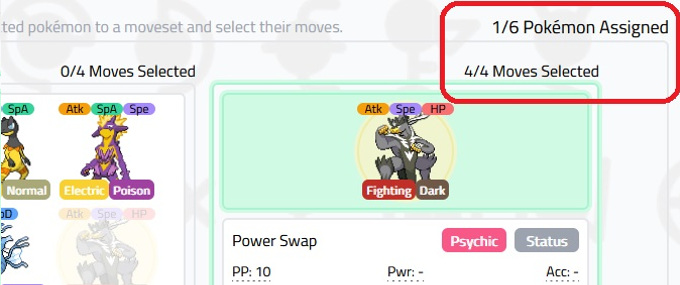 ted pokémon to a moveset and select their moves.
1/6 Pokémon Assigned
0/4 Moves Selected
4/4 Moves Selected
SpA
Atk SpA Spe
Atk Spe HP
Normal
Electric Poison
Fighting Dark
pD
Atk Spe HP
Power Swap
Psychic
Status
PP: 10
Pwr: -
Acc: -